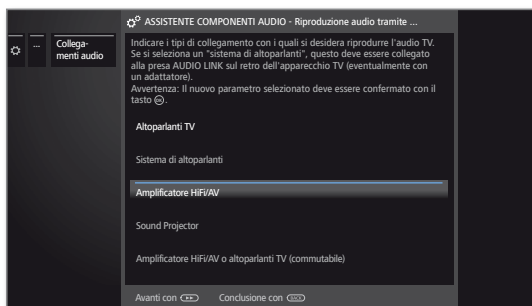 ASSISTENTE COMPONENTI AUDIO - Riproduzione audio tramite ...
...
Collega-
menti audio
Indicare i tipi di collegamento con i quali si desidera riprodurre l'audio TV.
Se si seleziona un "sistema di altoparlanti", questo deve essere collegato
alla presa AUDIO LINK sul retro dell'apparecchio TV (eventualmente con
un adattatore).
Avvertenza: Il nuovo parametro selezionato deve essere confermato con il
tasto OK.
Altoparlanti TV
Sistema di altoparlanti
Amplificatore HiFi/AV
Sound Projector
Amplificatore HiFi/AV o altoparlanti TV (commutabile)
Avanti con Conclusione con BACK